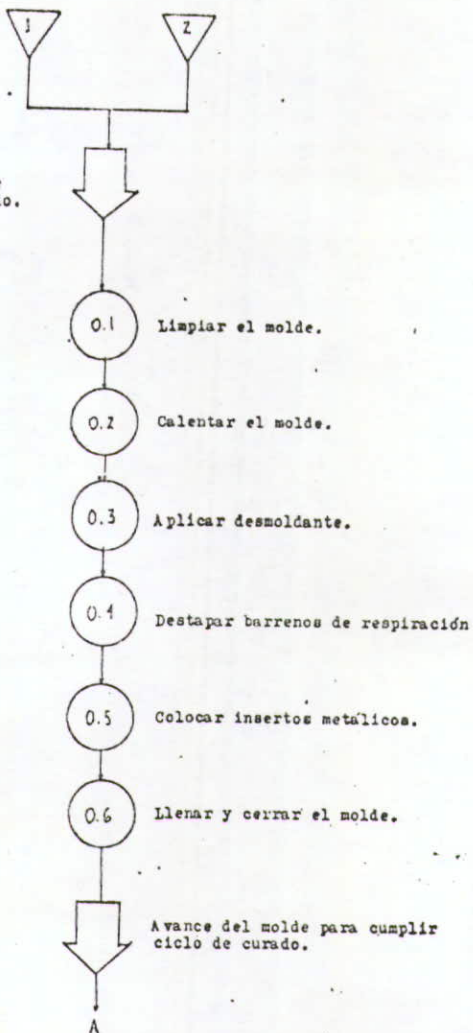 1 2
lo.
0.1 Limpiar el molde.
0.2 Calentar el molde.
0.3 Aplicar desmoldante.
0.4 Destapar barrenos de respiración
0.5 Colocar insertos metálicos.
0.6 Llenar y cerrar el molde.
Avance del molde para cumplir
ciclo de curado.
A